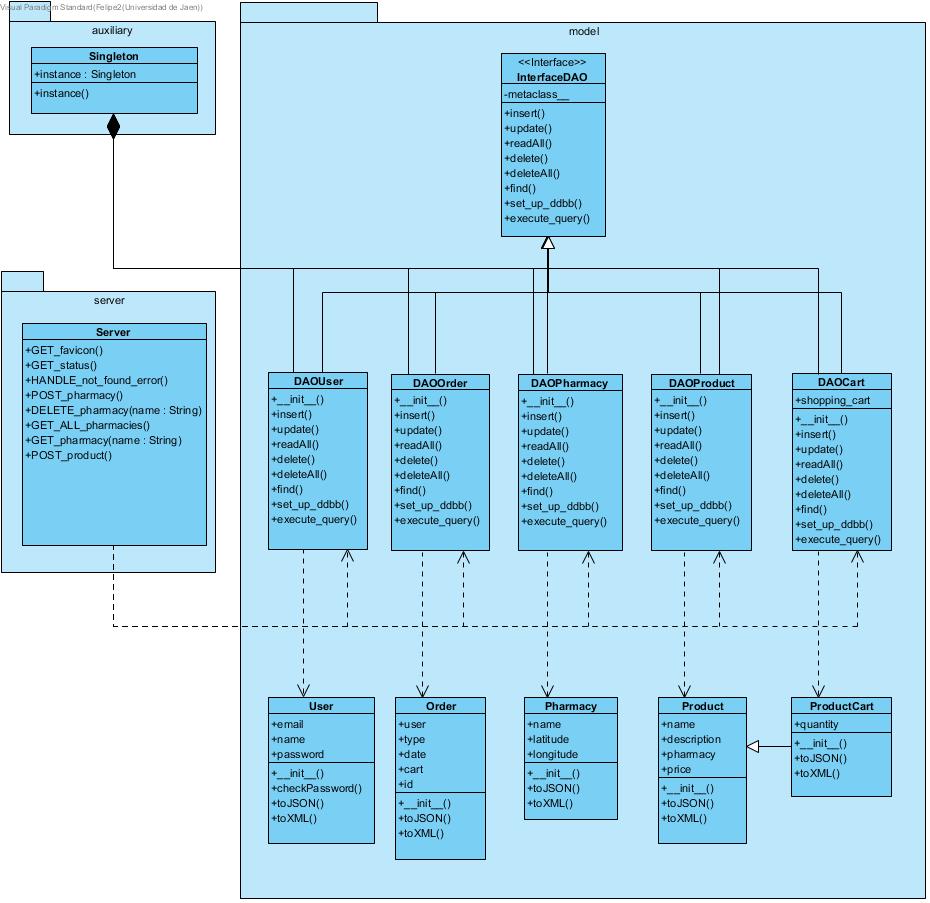 Visual Paradigm Standard(Felipe2(Universidad de Jaen))
auxiliary
Singleton
+instance : Singleton
+instance()
model
<<Interface>>
InterfaceDAO
-metaclass__
+insert()
+update()
+readAll()
+delete()
+deleteAll()
+find()
+set_up_ddbb()
+execute_query()
server
Server
+GET_favicon()
+GET_status()
+HANDLE_not_found_error()
+POST_pharmacy()
+DELETE_pharmacy(name : String)
+GET_ALL_pharmacies()
+GET_pharmacy(name : String)
+POST_product()
DAOUser
+__init__()
+insert()
+update()
+readAll()
+delete()
+deleteAll()
+find()
+set_up_ddbb()
+execute_query()
DAOOrder
+__init__()
+insert()
+update()
+readAll()
+delete()
+deleteAll()
+find()
+set_up_ddbb()
+execute_query()
DAOPharmacy
+__init__()
+insert()
+update()
+readAll()
+delete()
+deleteAll()
+find()
+set_up_ddbb()
+execute_query()
DAOProduct
+__init__()
+insert()
+update()
+readAll()
+delete()
+deleteAll()
+find()
+set_up_ddbb()
+execute_query()
DAOCart
+shopping_cart
+__init__()
+insert()
+update()
+readAll()
+delete()
+deleteAll()
+find()
+set_up_ddbb()
+execute_query()
User
+email
+name
+password
+__init__()
+checkPassword()
+toJSON()
+toXML()
Order
+user
+type
+date
+cart
+id
+__init__()
+toJSON()
+toXML()
Pharmacy
+name
+latitude
+longitude
+__init__()
+toJSON()
+toXML()
Product
+name
+description
+pharmacy
+price
+__init__()
+toJSON()
+toXML()
ProductCart
+quantity
+__init__()
+toJSON()
+toXML()